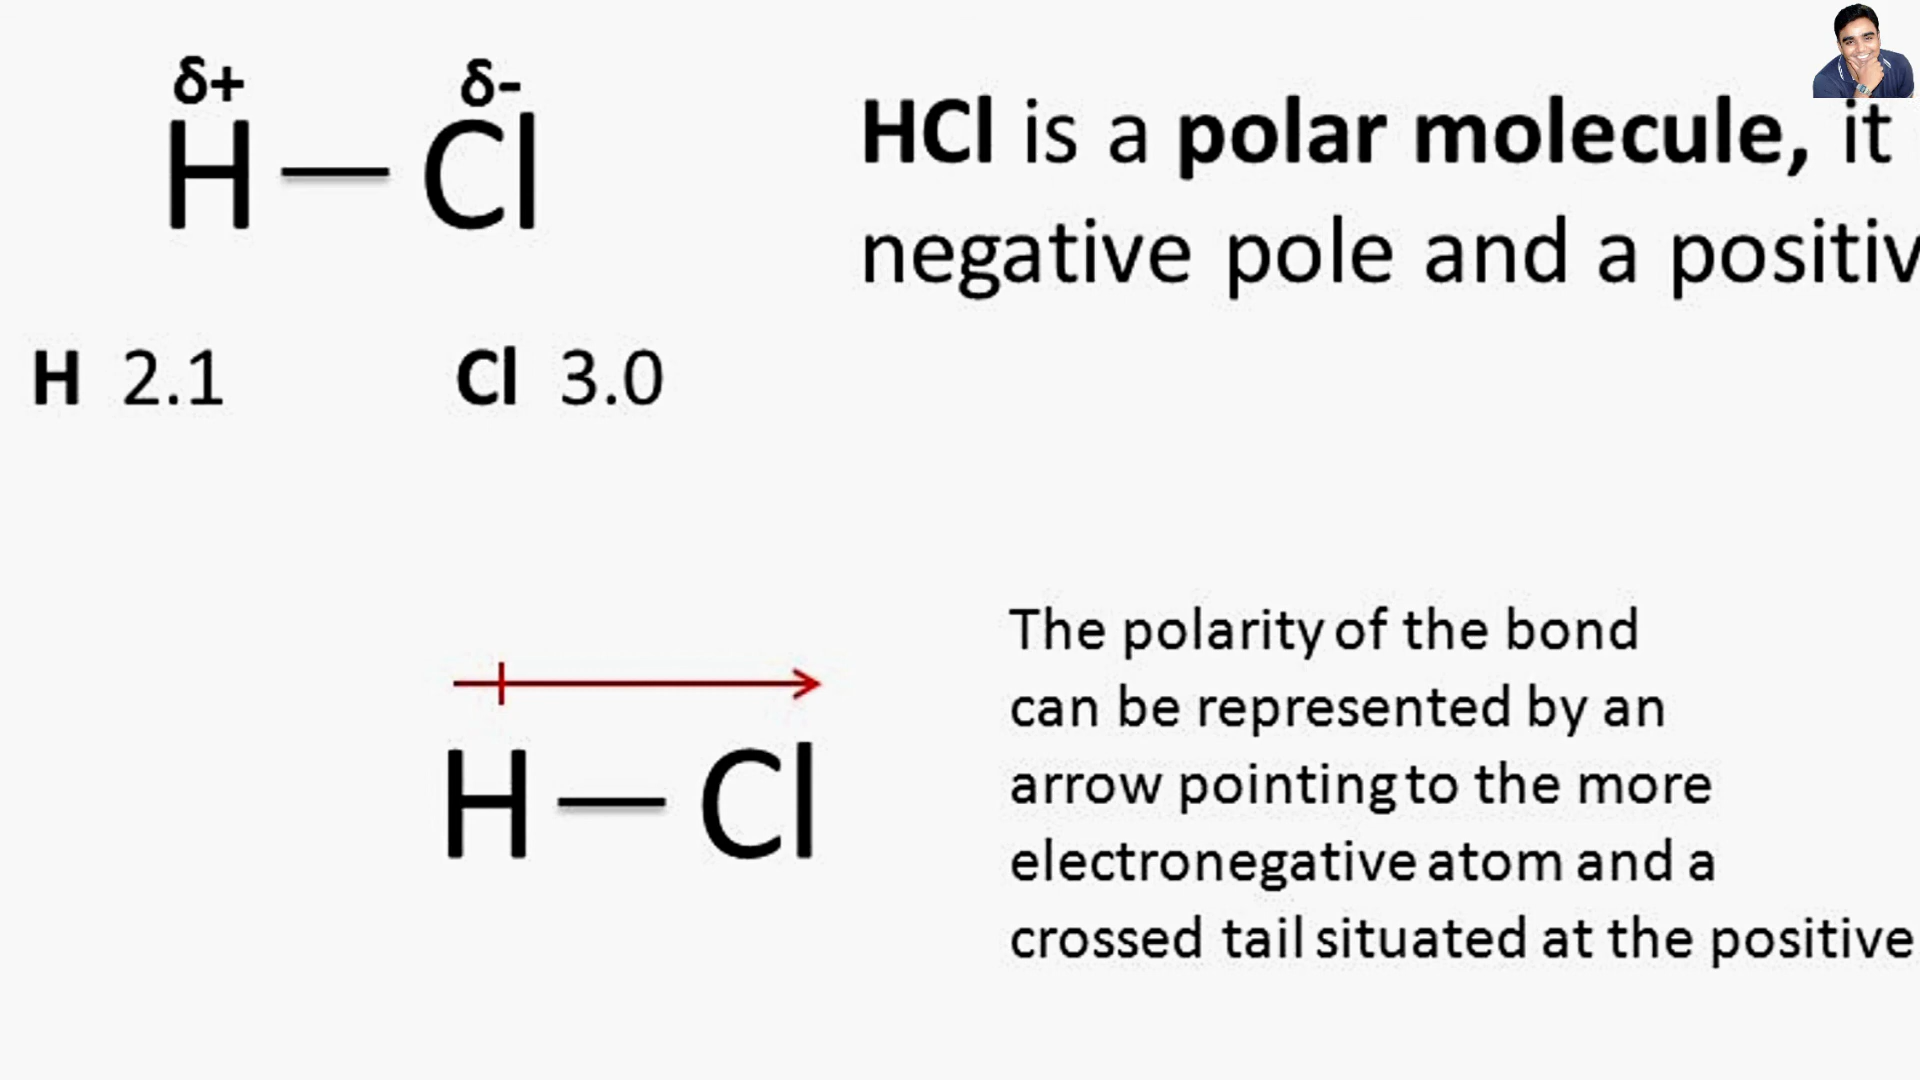 δ+ δ-
H — Cl
HCl is a polar molecule, it
negative pole and a positiv
H 2.1 Cl 3.0
H — Cl
The polarity of the bond
can be represented by an
arrow pointing to the more
electronegative atom and a
crossed tail situated at the positive